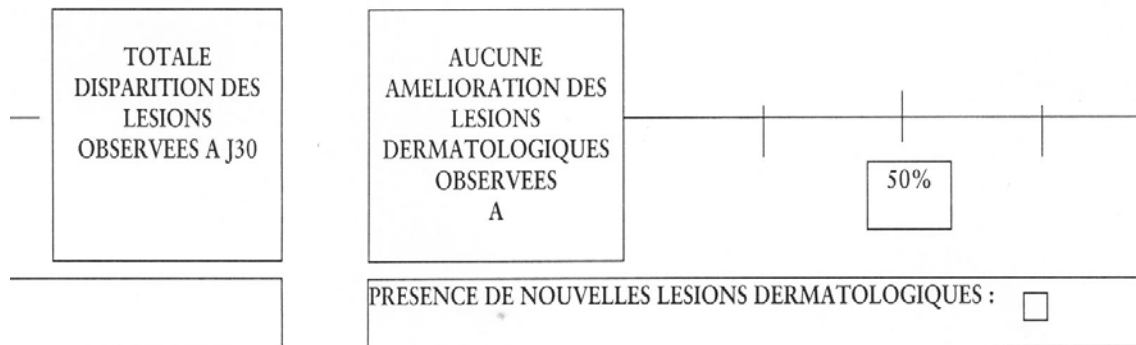 TOTALE
DISPARITION DES
LESIONS
OBSERVEES A J30
AUCUNE
AMELIORATION DES
LESIONS
DERMATOLOGIQUES
OBSERVEES
A
50%
PRESENCE DE NOUVELLES LESIONS DERMATOLOGIQUES :